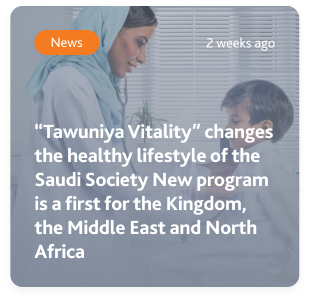 News
2 weeks ago
“Tawuniya Vitality” changes
the healthy lifestyle of the
Saudi Society New program
is a first for the Kingdom,
the Middle East and North
Africa